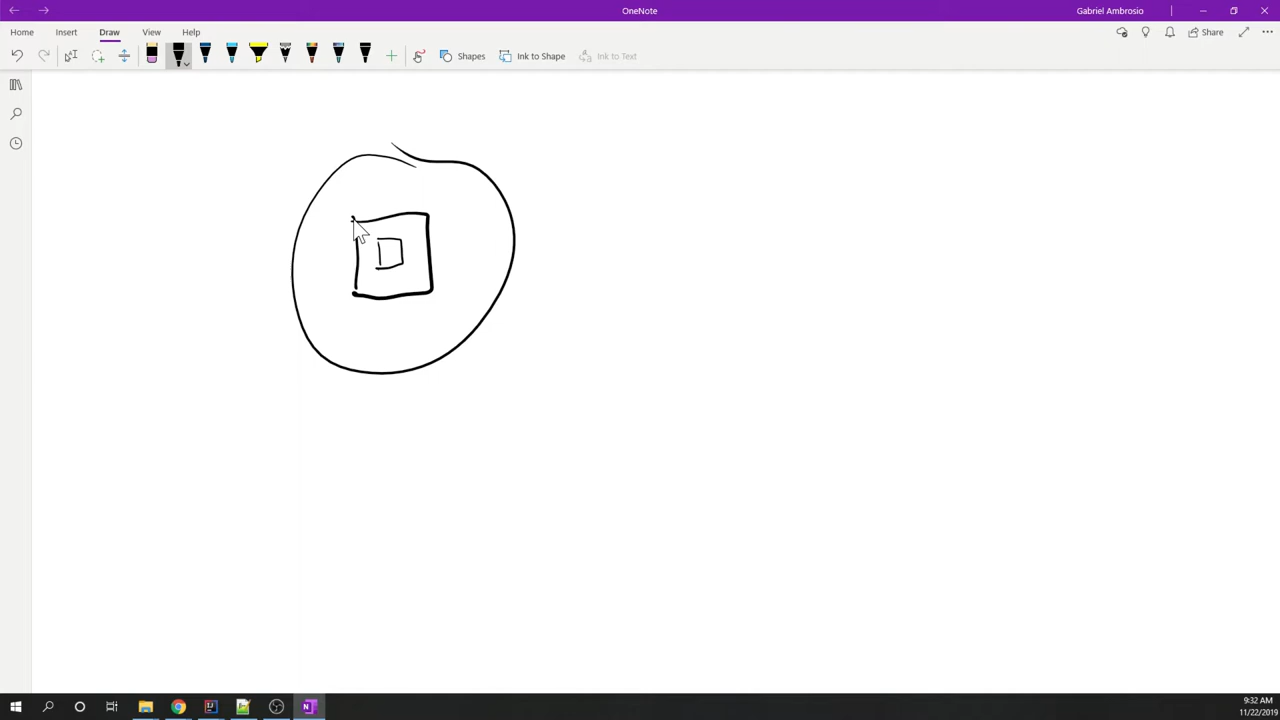 OneNote
Gabriel Ambrosio
Home Insert Draw View Help
Share
Shapes
Ink to Shape
Ink to Text
9:32 AM
11/22/2019